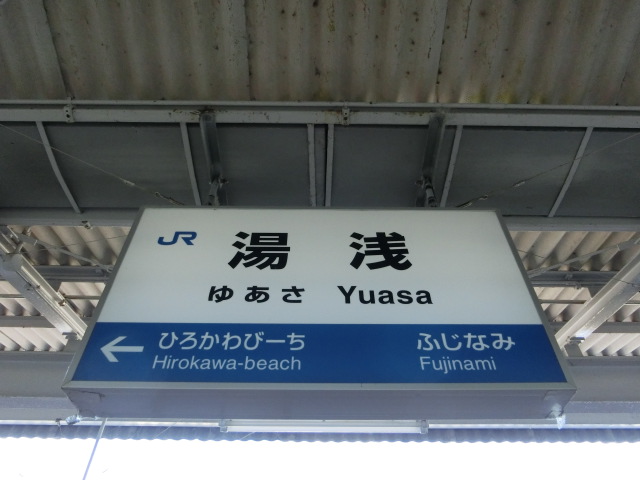 JR 湯浅
ゆあさ Yuasa
← ひろかわびーち ふじなみ
Hirokawa-beach Fujinami